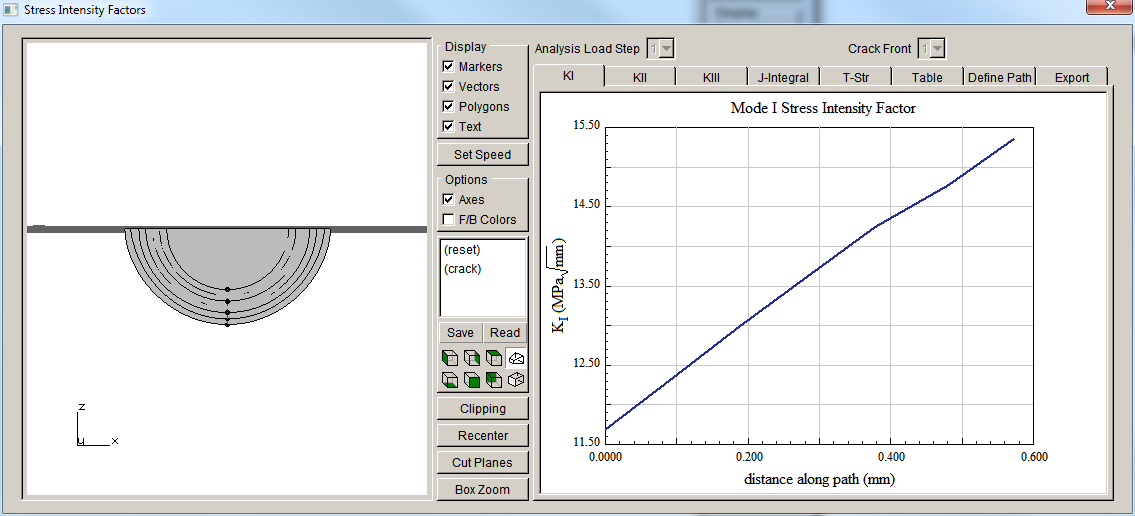 Stress Intensity Factors
Display
Markers
Vectors
Polygons
Text
Set Speed
Options
Axes
F/B Colors
(reset)
(crack)
Save Read
Clipping
Recenter
Cut Planes
Box Zoom
z
u x
Analysis Load Step 1 Crack Front 1
KI KII KIII J-Integral T-Str Table Define Path Export
Mode I Stress Intensity Factor
15.50
14.50
13.50
12.50
11.50
K_I (MPa √mm)
0.0000 0.200 0.400 0.600
distance along path (mm)